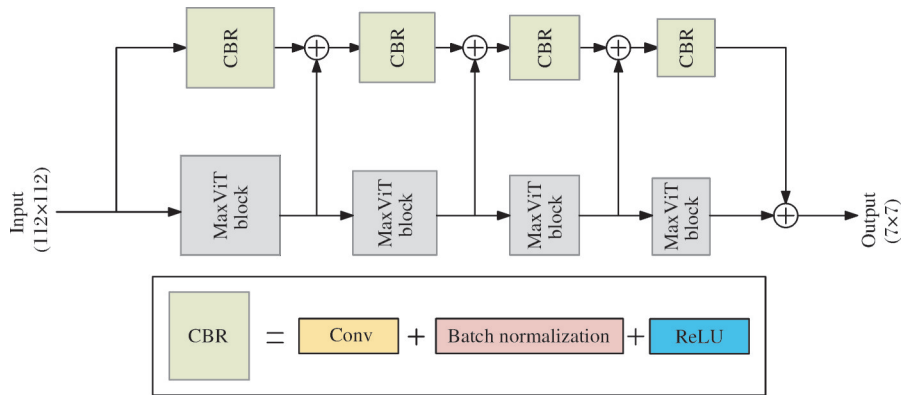 CBR
CBR
CBR
CBR
Input
(112×112)
MaxViT
block
MaxViT
block
MaxViT
block
MaxViT
block
Output
(7×7)
CBR = Conv + Batch normalization + ReLU